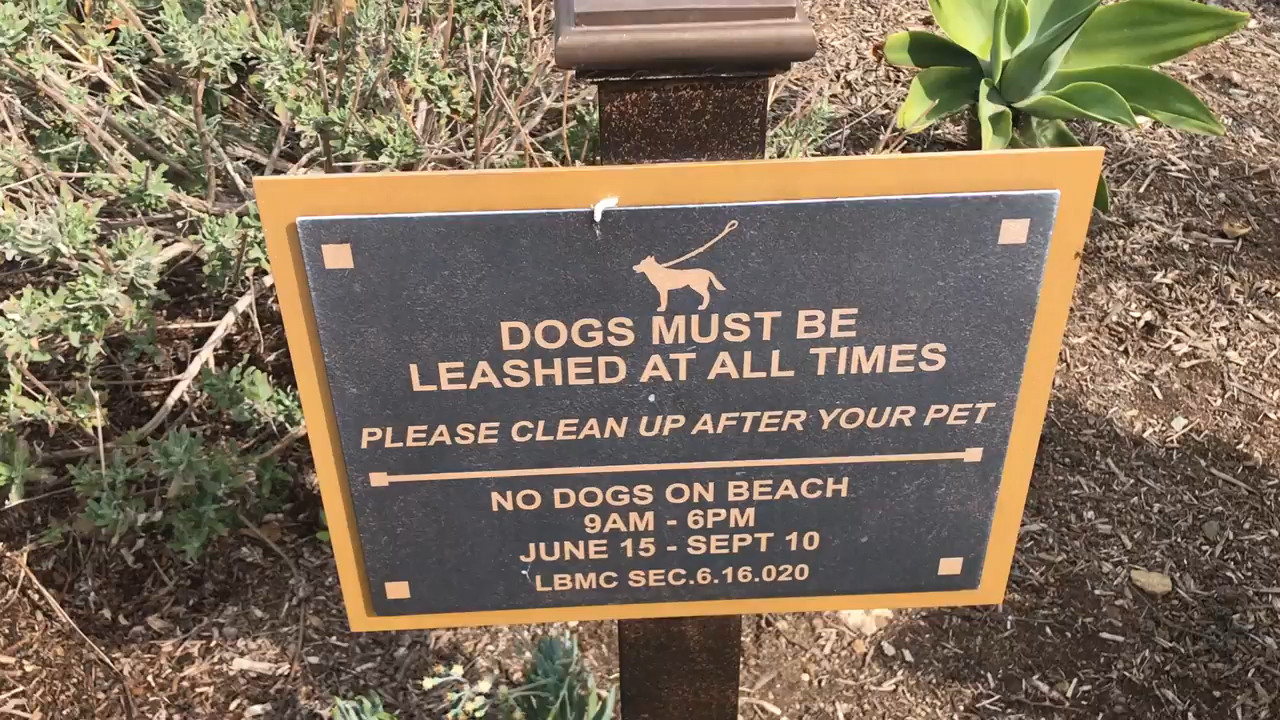 DOGS MUST BE
LEASHED AT ALL TIMES
PLEASE CLEAN UP AFTER YOUR PET
NO DOGS ON BEACH
9AM - 6PM
JUNE 15 - SEPT 10
LBMC SEC.6.16.020